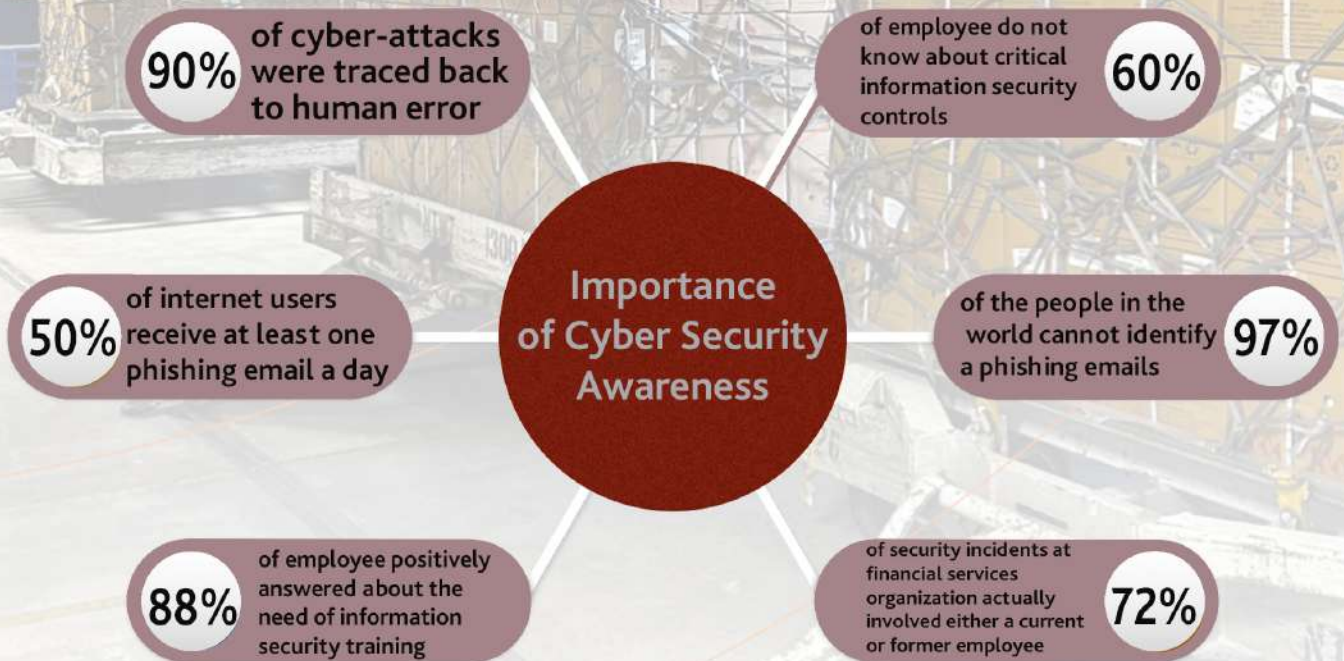 90%
of cyber-attacks
were traced back
to human error
of employee do not
know about critical
information security
controls
60%
50%
of internet users
receive at least one
phishing email a day
Importance
of Cyber Security
Awareness
of the people in the
world cannot identify
a phishing emails
97%
88%
of employee positively
answered about the
need of information
security training
of security incidents at
financial services
organization actually
involved either a current
or former employee
72%